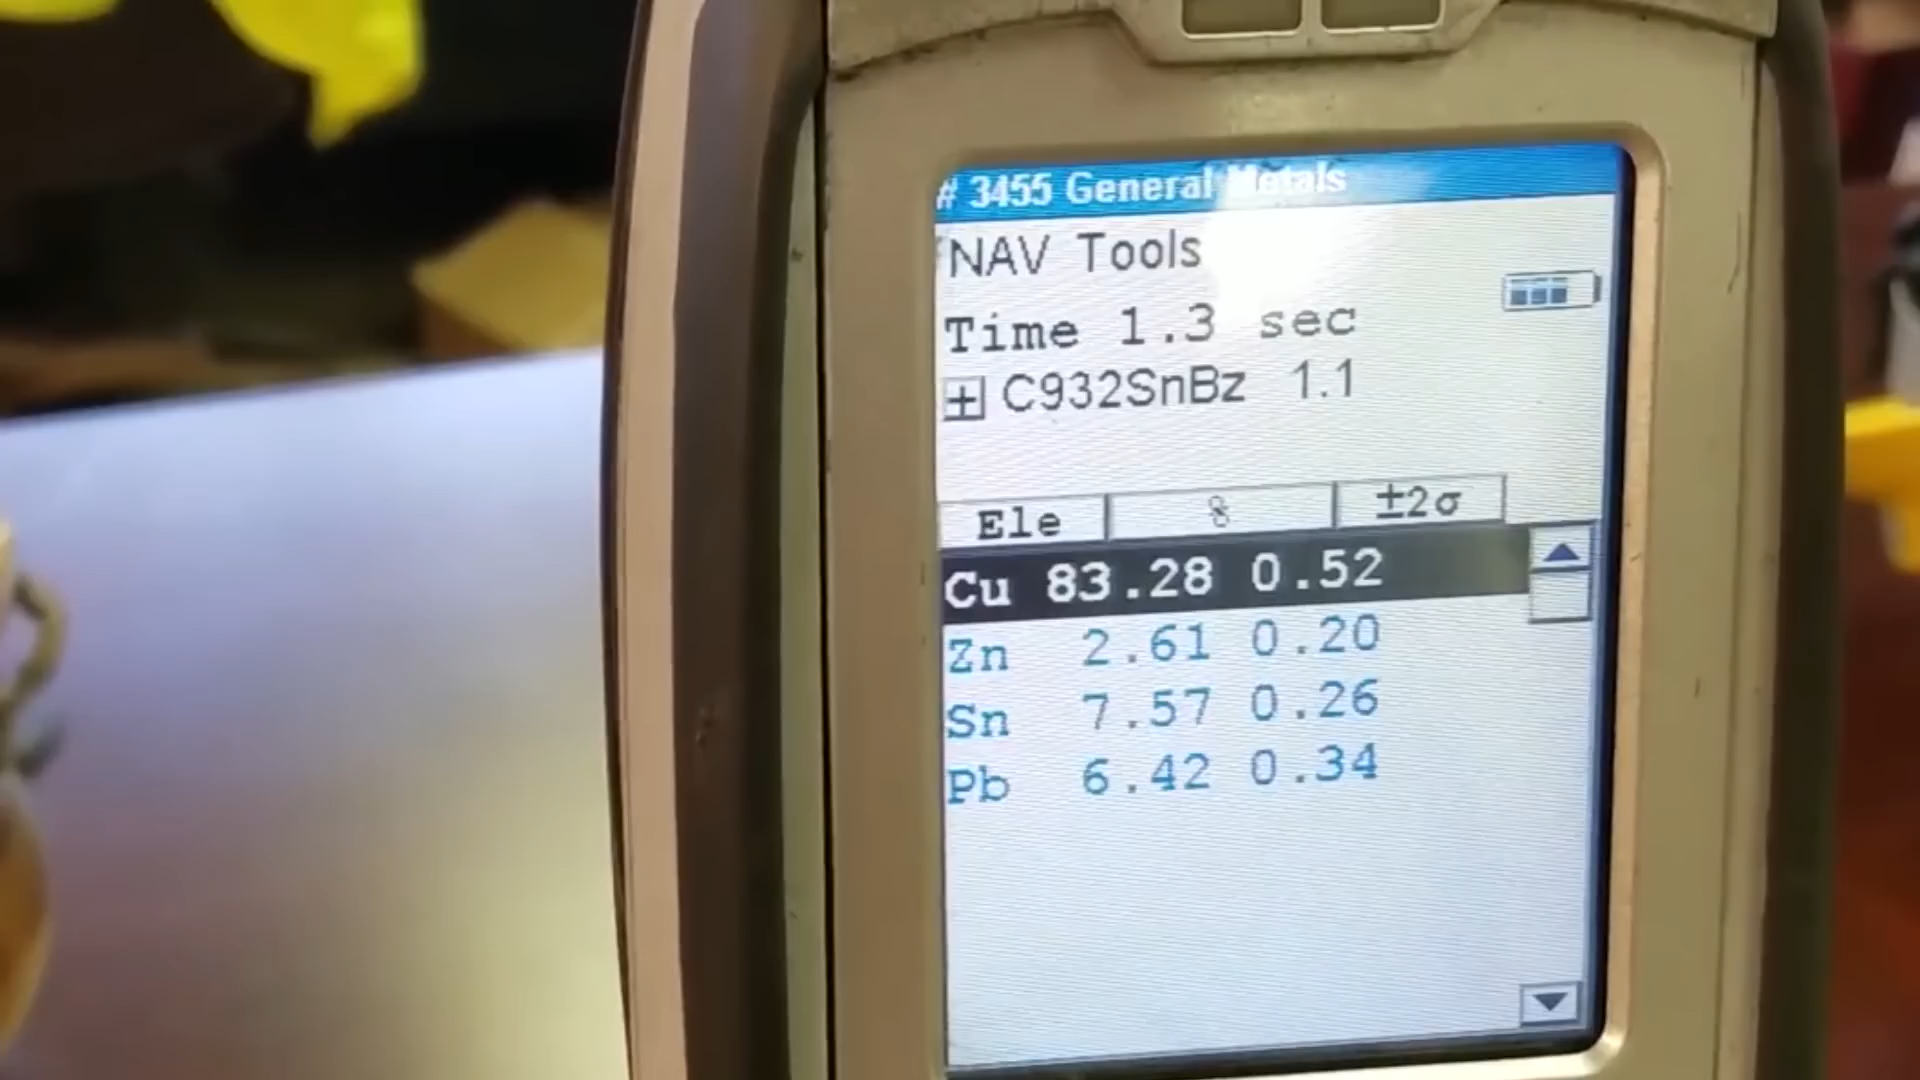 # 3455 General Metals
NAV Tools
Time 1.3 sec
+ C932SnBz 1.1
Ele % ±2σ
Cu 83.28 0.52
Zn 2.61 0.20
Sn 7.57 0.26
Pb 6.42 0.34